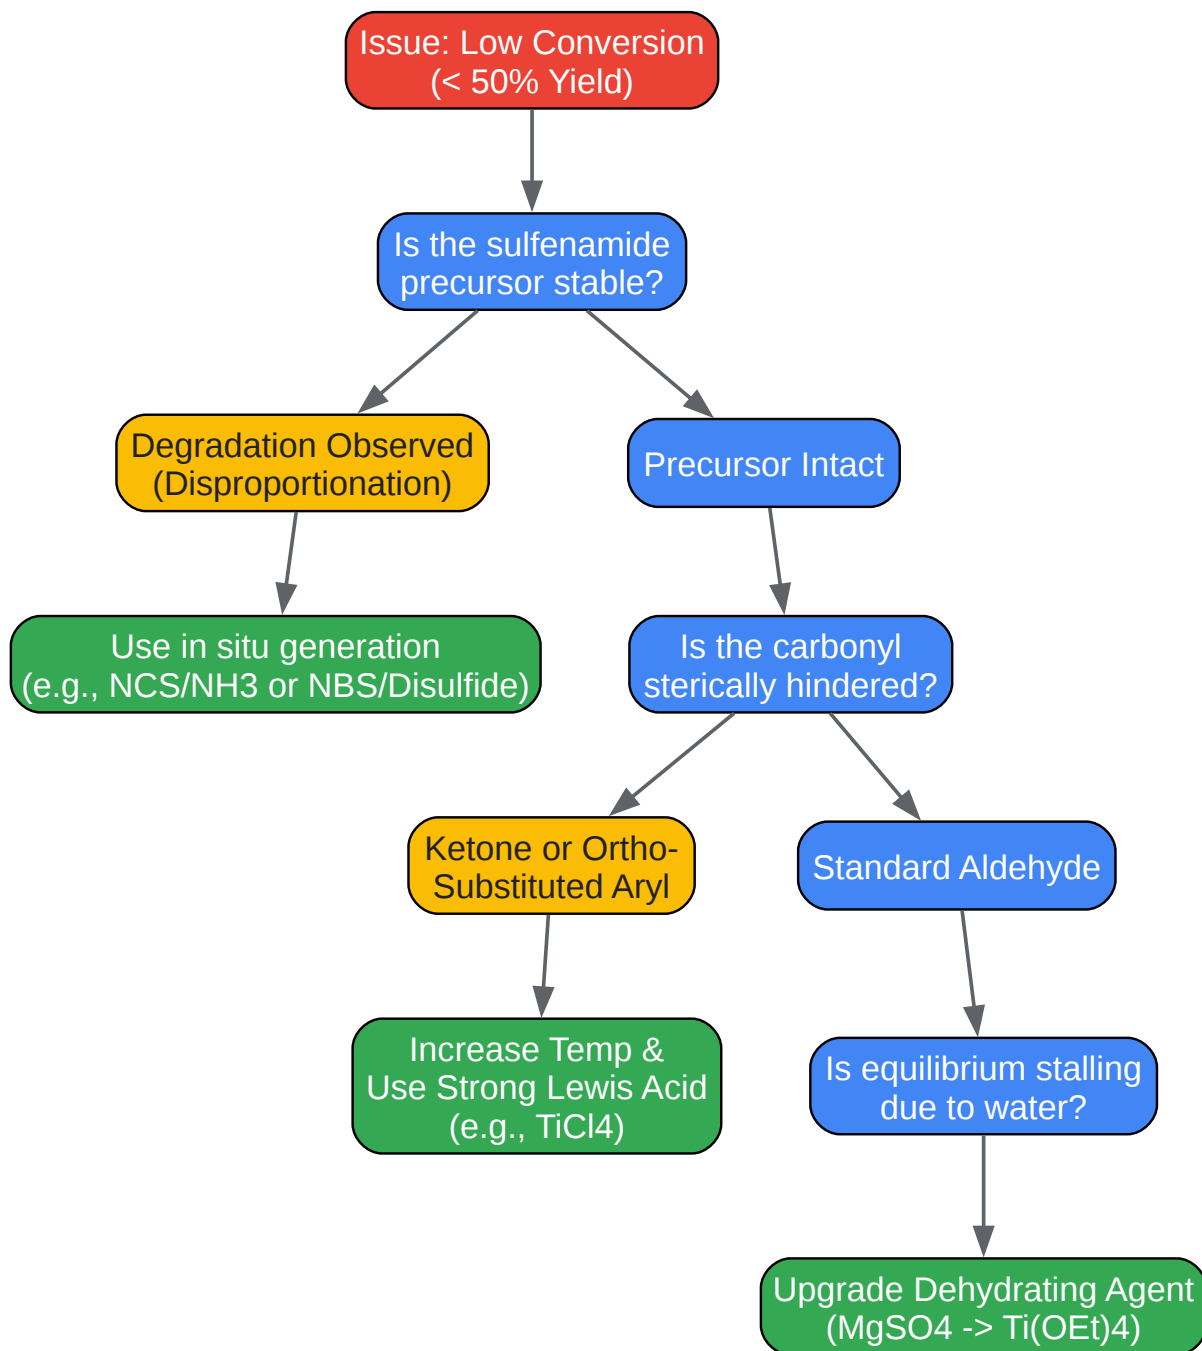 Issue: Low Conversion
(< 50% Yield)
Is the sulfenamide
precursor stable?
Degradation Observed
(Disproportionation)
Precursor Intact
Use in situ generation
(e.g., NCS/NH3 or NBS/Disulfide)
Is the carbonyl
sterically hindered?
Ketone or Ortho-
Substituted Aryl
Standard Aldehyde
Increase Temp &
Use Strong Lewis Acid
(e.g., TiCl4)
Is equilibrium stalling
due to water?
Upgrade Dehydrating Agent
(MgSO4 -> Ti(OEt)4)